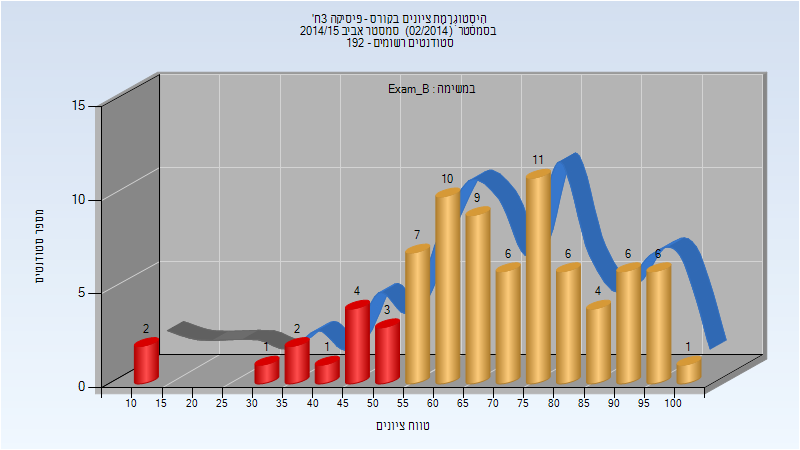 היסטוגרמת ציונים בקורס - פיסיקה 3ח'
בסמסטר (02/2014) סמסטר אביב 2014/15
סטודנטים רשומים - 192
במשימה : Exam_B
מספר סטודנטים
15
10
5
0
2
1
2
1
4
3
7
10
9
6
11
6
4
6
6
1
10 15 20 25 30 35 40 45 50 55 60 65 70 75 80 85 90 95 100
טווח ציונים